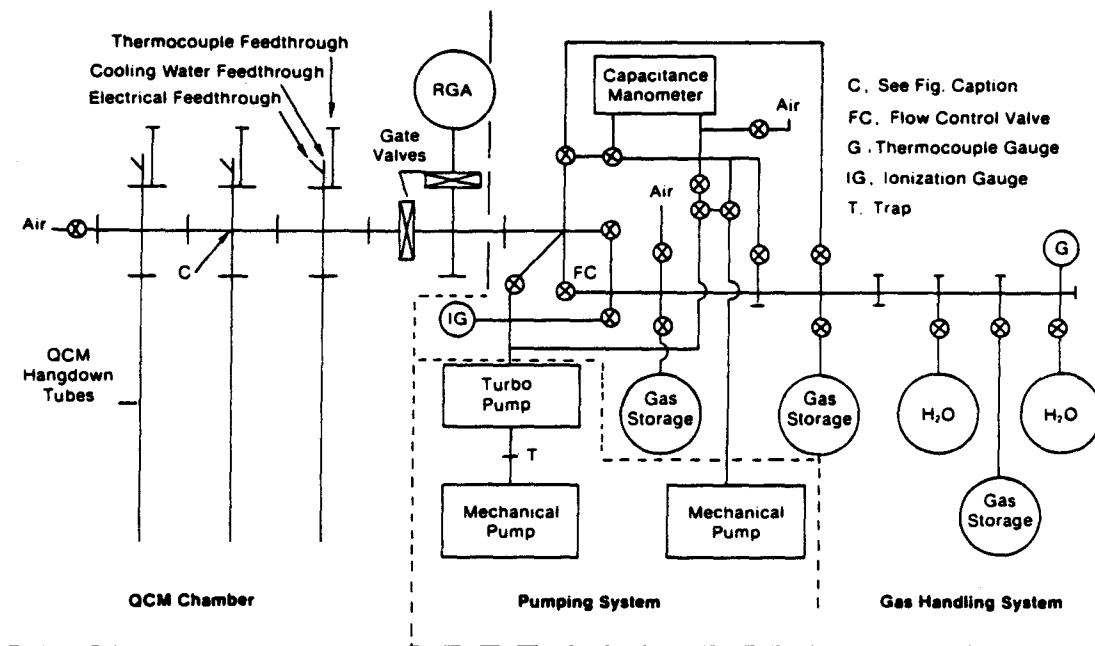 Thermocouple Feedthrough
Cooling Water Feedthrough
Electrical Feedthrough
RGA
Gate
Valves
Capacitance
Manometer
Air
Air
C, See Fig. Caption
FC, Flow Control Valve
G, Thermocouple Gauge
IG, Ionization Gauge
T. Trap
Air
C
FC
G
IG
QCM
Hangdown
Tubes
Turbo
Pump
Gas
Storage
Gas
Storage
H₂O
H₂O
T
Mechanical
Pump
Mechanical
Pump
Gas
Storage
QCM Chamber
Pumping System
Gas Handling System